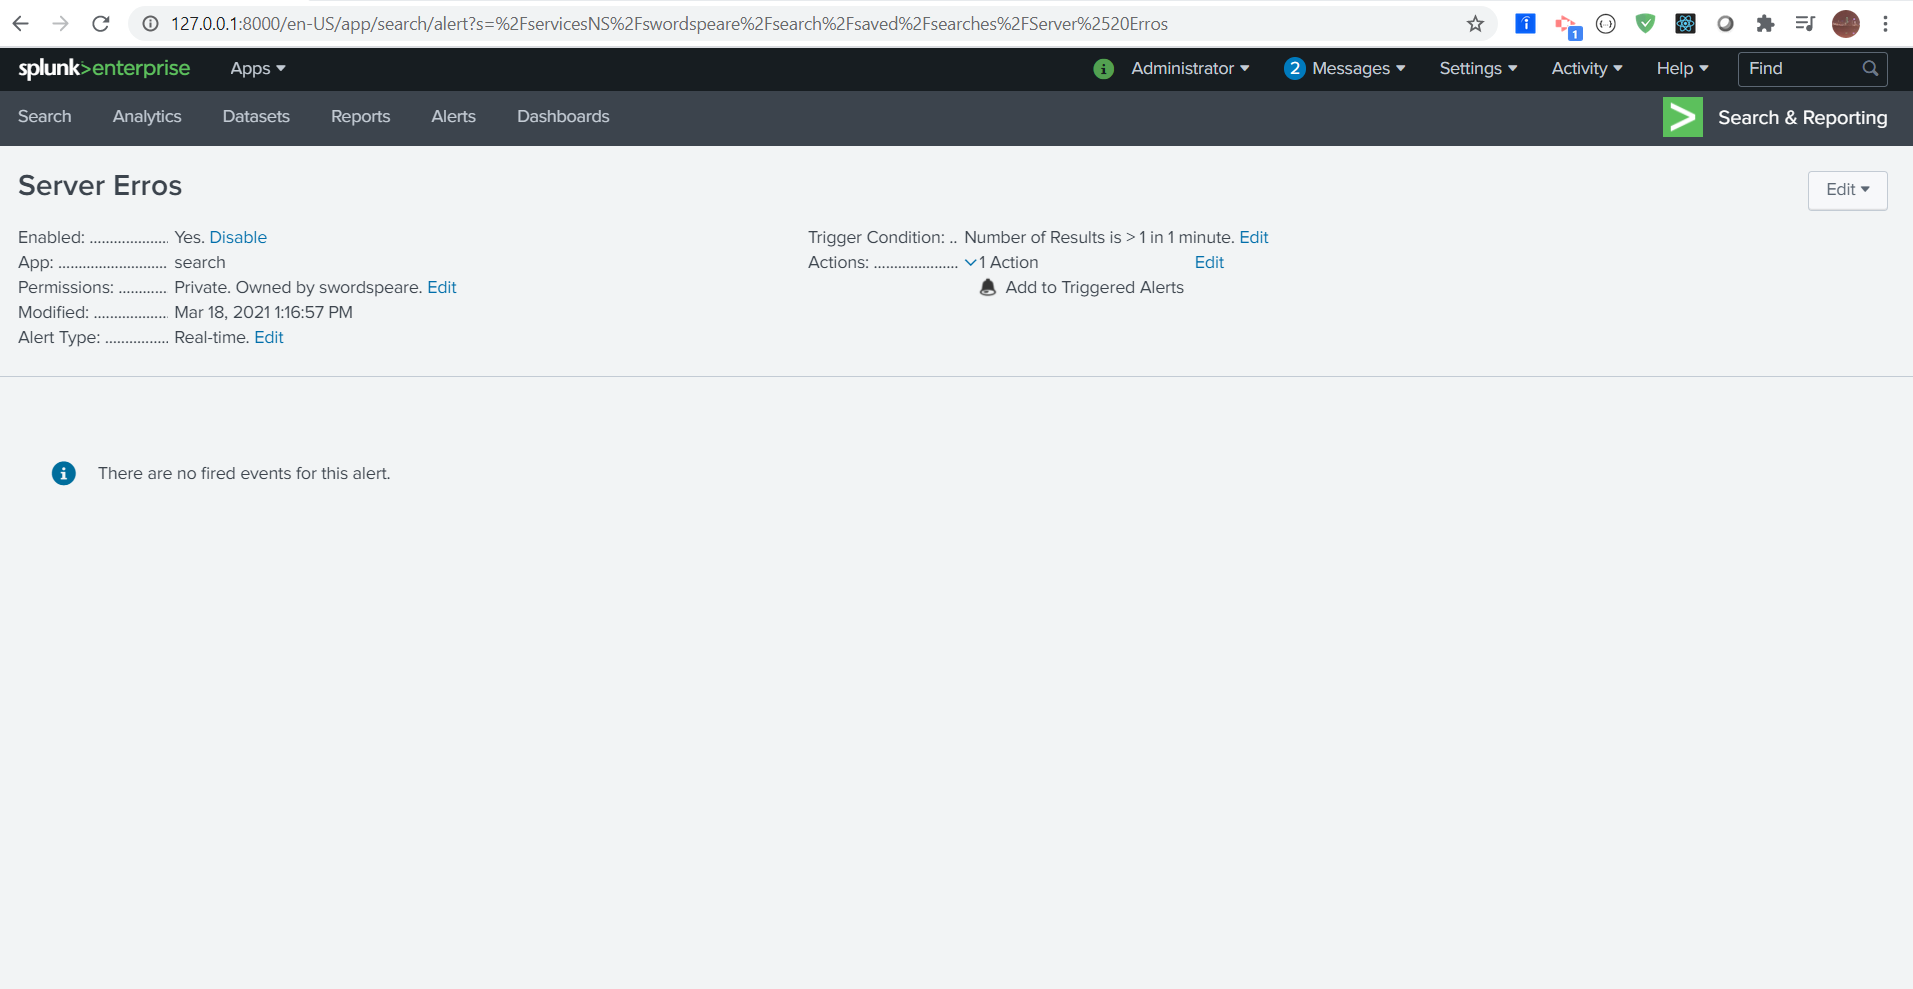 127.0.0.1:8000/en-US/app/search/alert?s=%2FservicesNS%2Fswordspeare%2Fsearch%2Fsaved%2Fsearches%2FServer%2520Erros
1
splunk>enterprise Apps
i Administrator 2 Messages Settings Activity Help Find
Search Analytics Datasets Reports Alerts Dashboards
> Search & Reporting
Server Erros
Edit
Enabled: ................... Yes. Disable
App: .......................... search
Permissions: ............ Private. Owned by swordspeare. Edit
Modified: .................. Mar 18, 2021 1:16:57 PM
Alert Type: ................ Real-time. Edit
Trigger Condition: .. Number of Results is > 1 in 1 minute. Edit
Actions: ..................... 1 Action Edit
Add to Triggered Alerts
i There are no fired events for this alert.